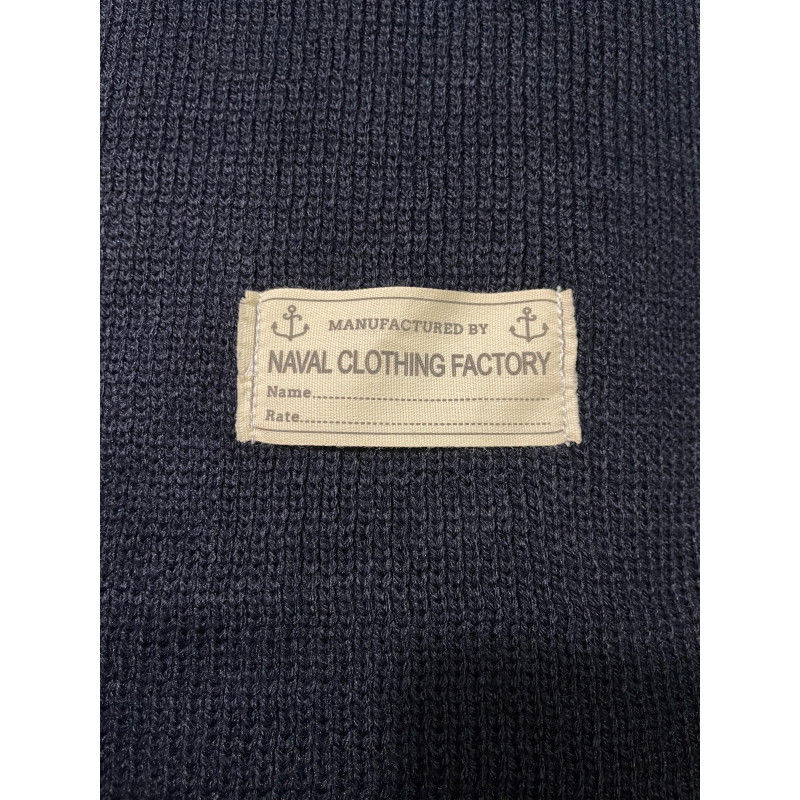 MANUFACTURED BY
NAVAL CLOTHING FACTORY
Name..............................................
Rate................................................